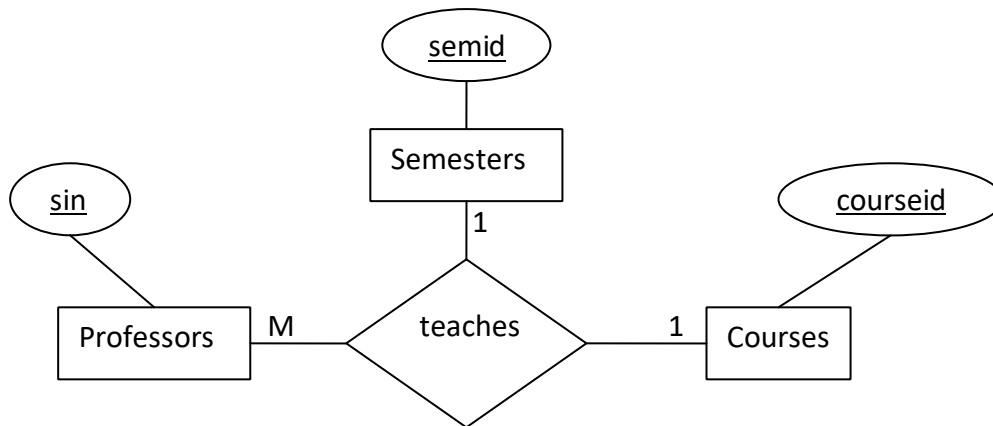 semid
Semesters
sin
courseid
1
Professors
M
teaches
1
Courses